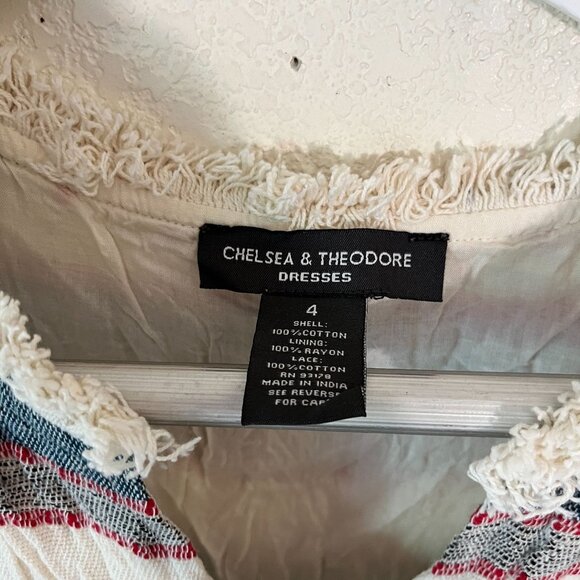 CHELSEA & THEODORE
DRESSES
4
SHELL:
100%COTTON
LINING:
100% RAYON
LACE:
100%COTTON
RN 93128
MADE IN INDIA
SEE REVERSE
FOR CARE